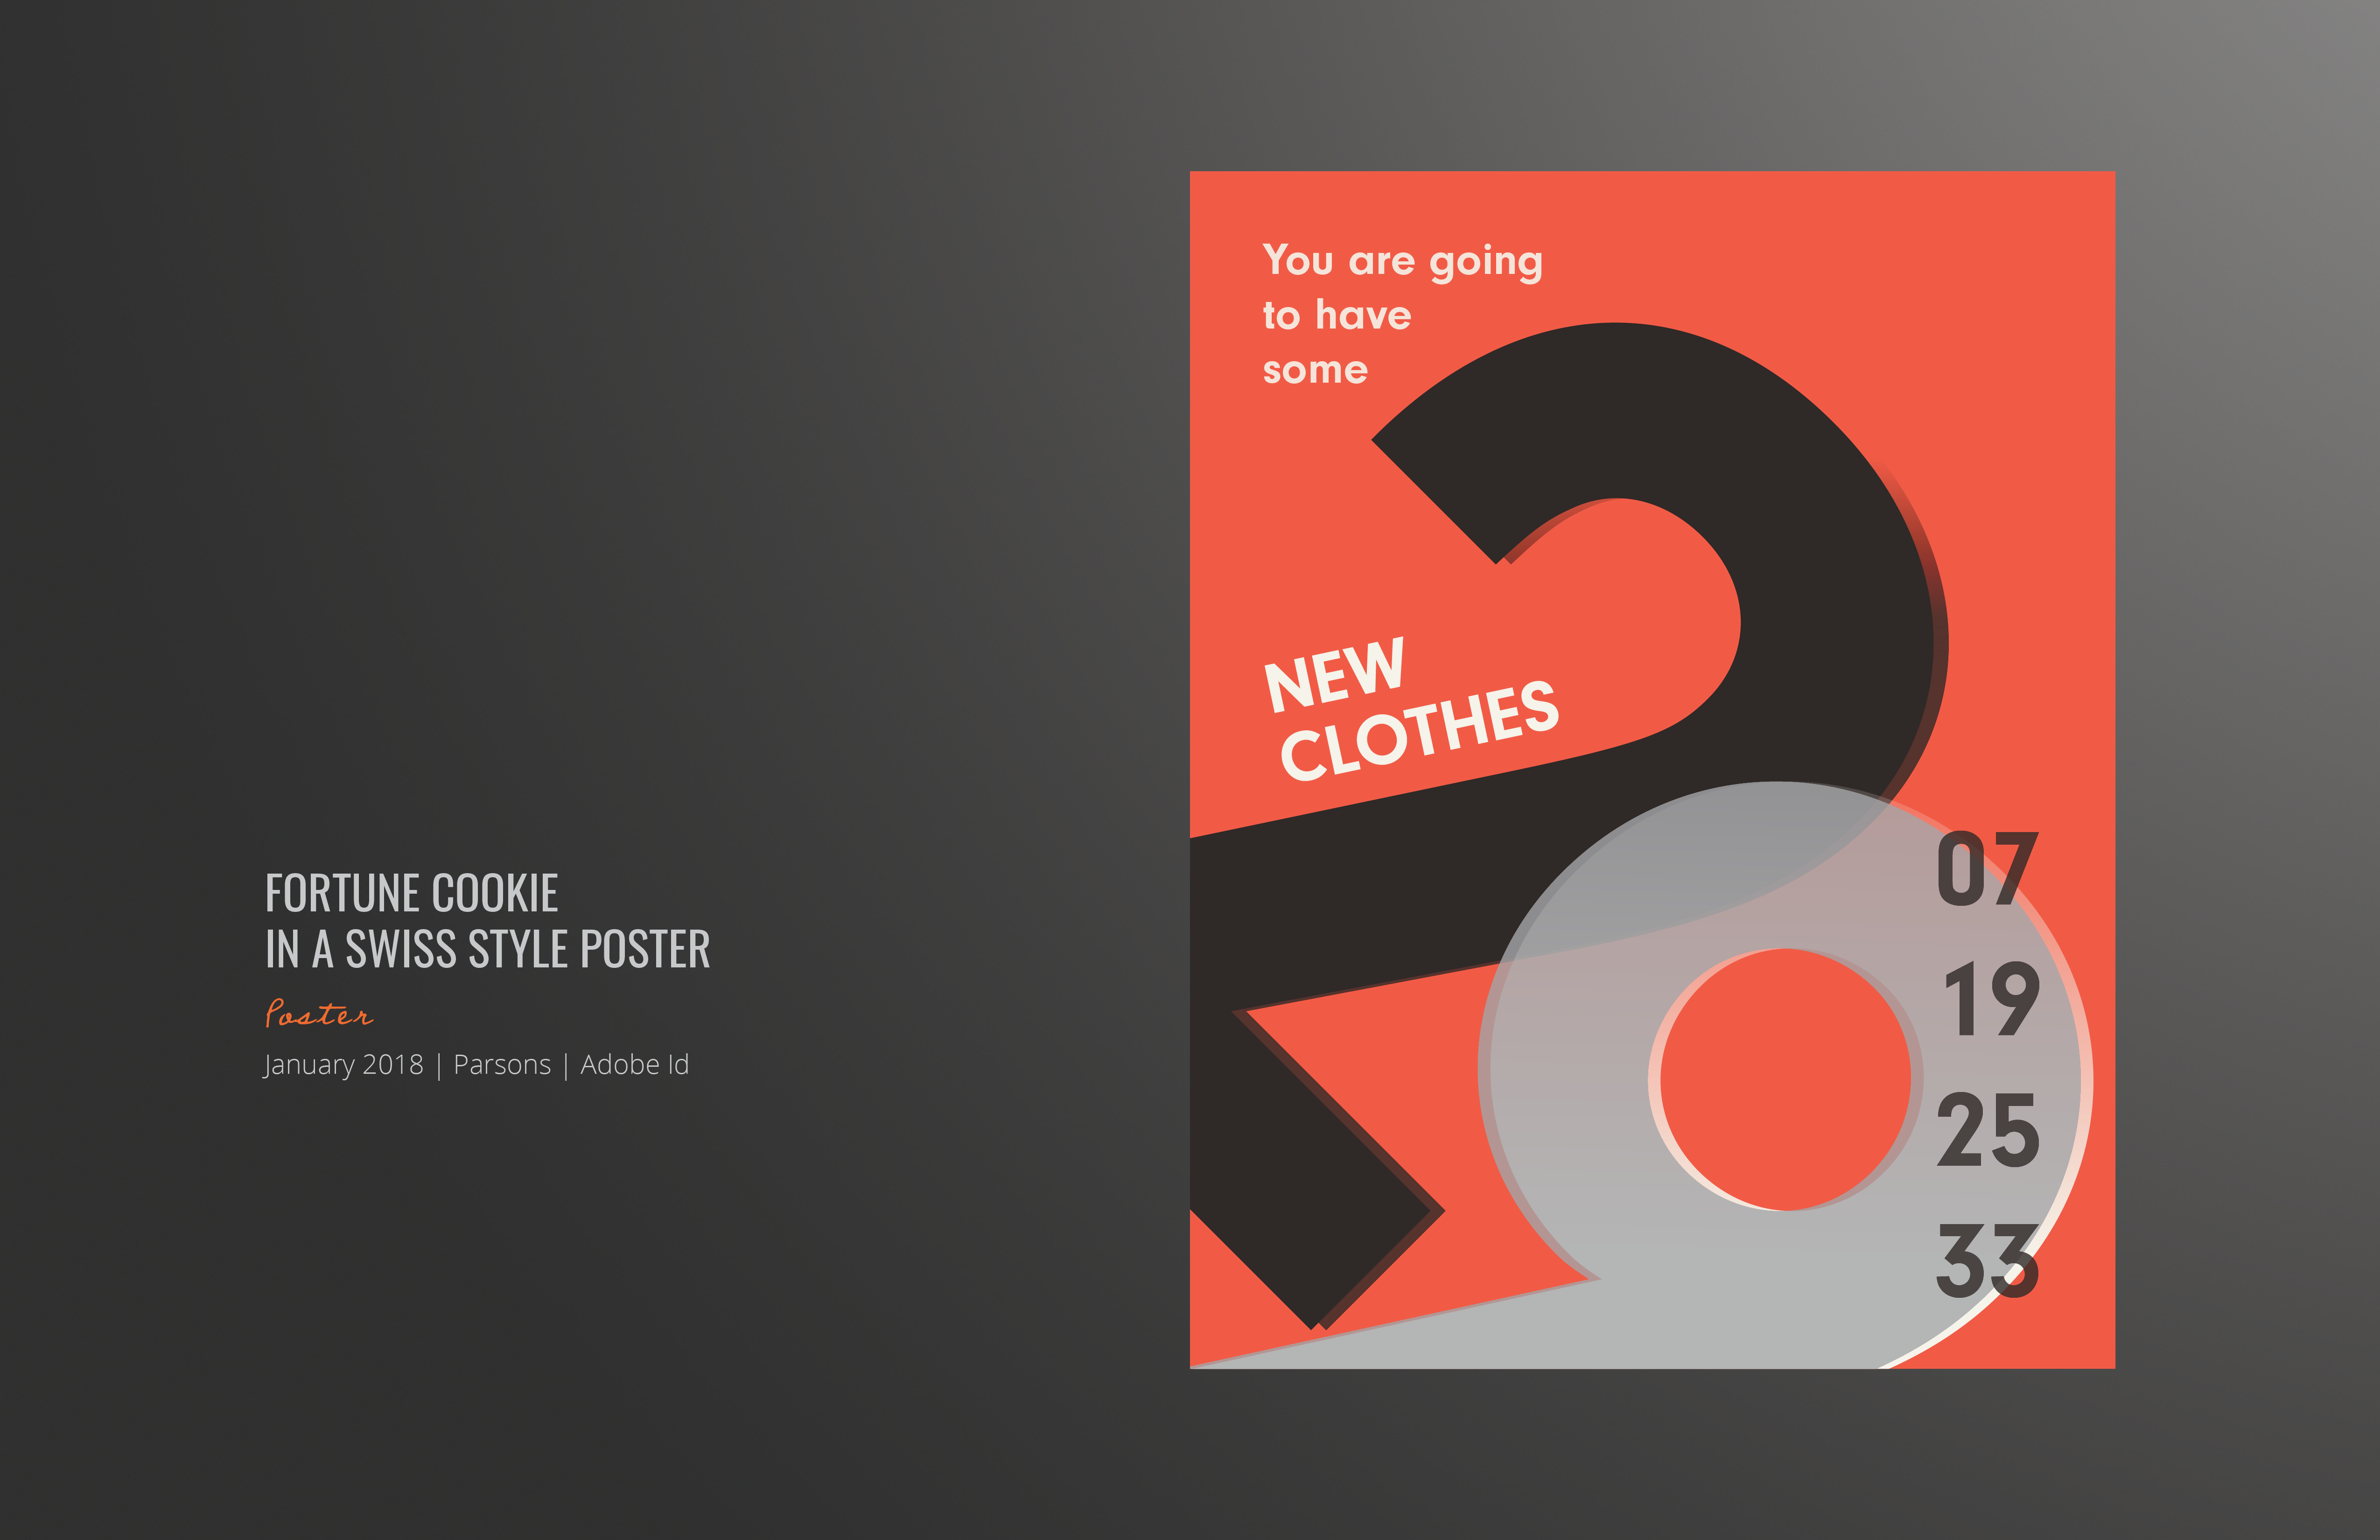 You are going
to have
some
NEW
CLOTHES
07
19
25
33
FORTUNE COOKIE
IN A SWISS STYLE POSTER
Poster
January 2018 | Parsons | Adobe Id